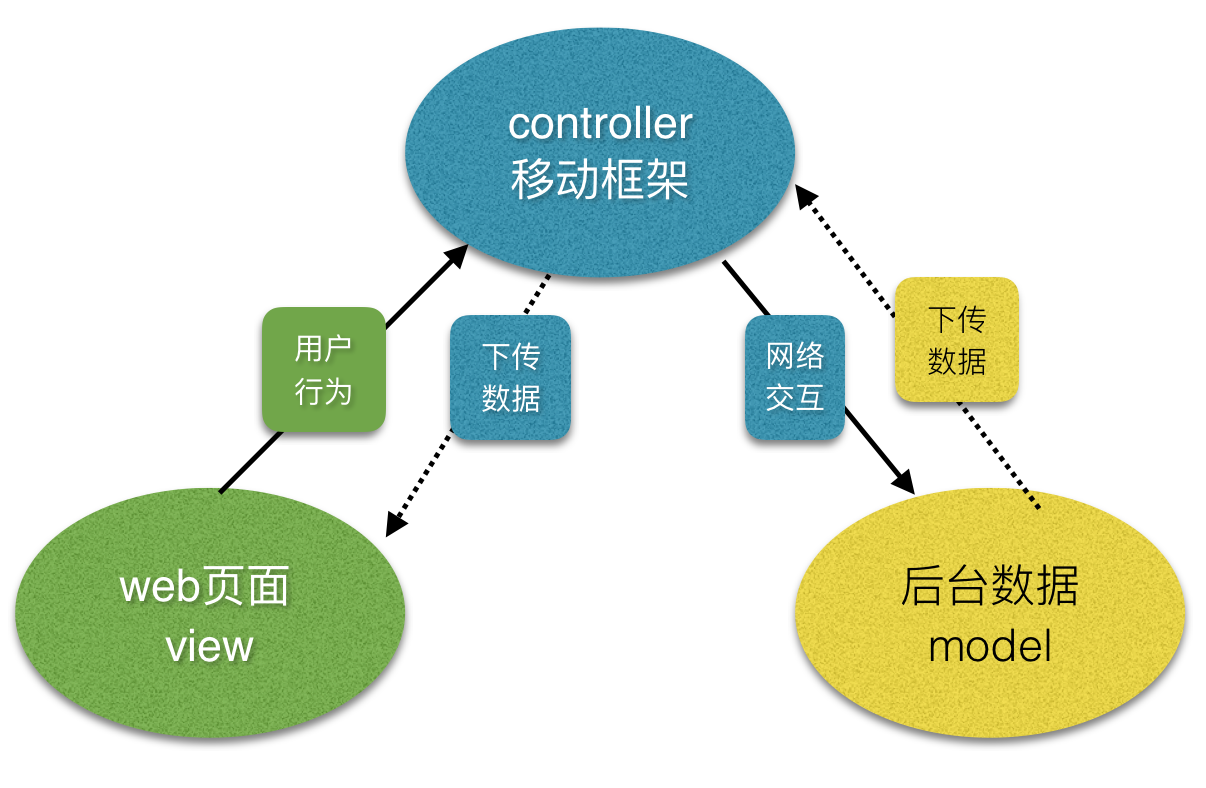 controller
移动框架
用户
行为
下传
数据
网络
交互
下传
数据
web页面
view
后台数据
model